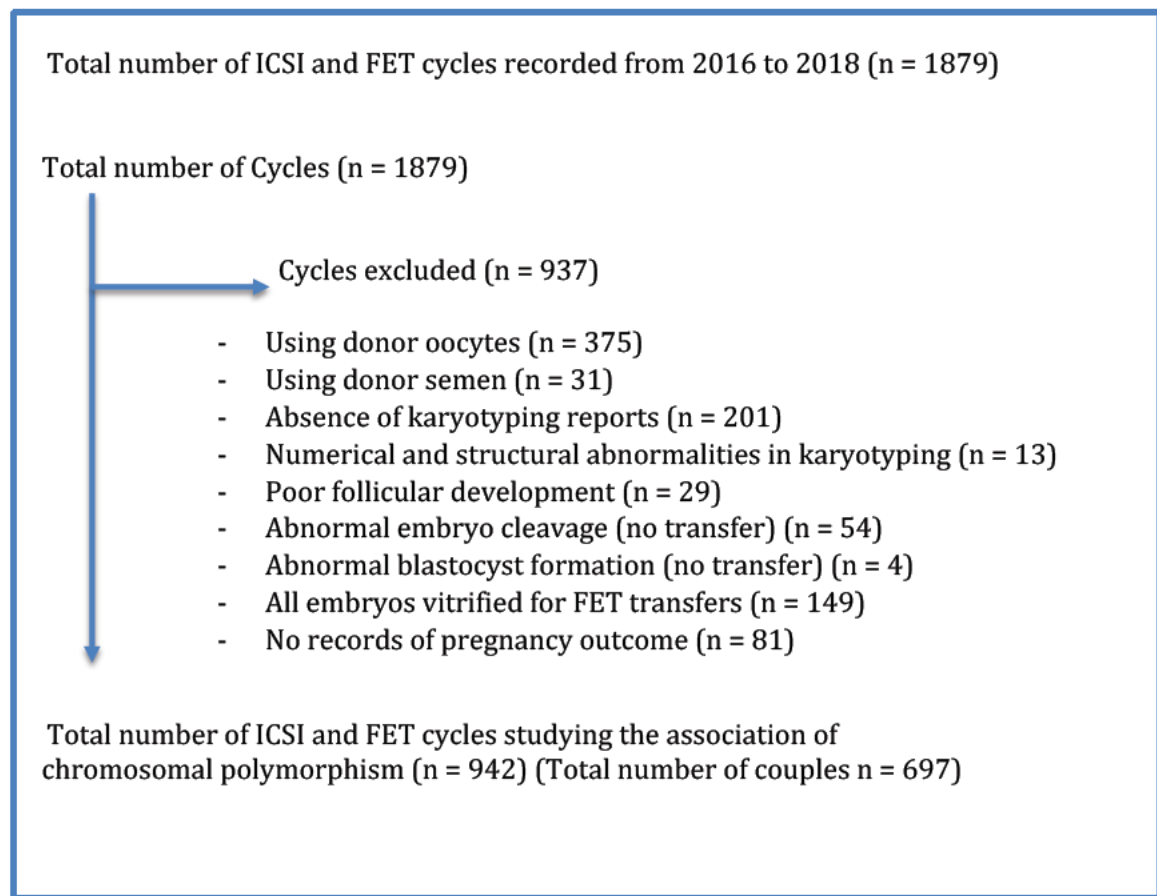 Total number of ICSI and FET cycles recorded from 2016 to 2018 (n = 1879)
Total number of Cycles (n = 1879)
Cycles excluded (n = 937)
- Using donor oocytes (n = 375)
- Using donor semen (n = 31)
- Absence of karyotyping reports (n = 201)
- Numerical and structural abnormalities in karyotyping (n = 13)
- Poor follicular development (n = 29)
- Abnormal embryo cleavage (no transfer) (n = 54)
- Abnormal blastocyst formation (no transfer) (n = 4)
- All embryos vitrified for FET transfers (n = 149)
- No records of pregnancy outcome (n = 81)
Total number of ICSI and FET cycles studying the association of
chromosomal polymorphism (n = 942) (Total number of couples n = 697)